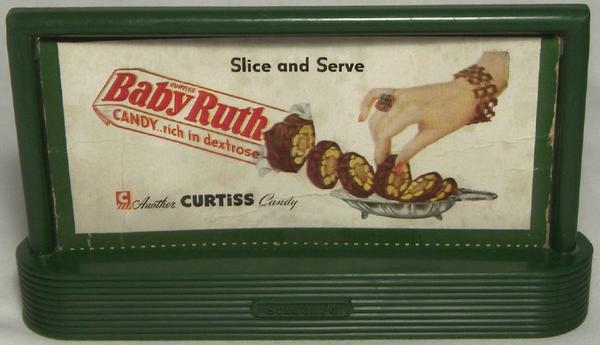 Slice and Serve
CURTISS
Baby Ruth
CANDY..rich in dextrose
C
Another CURTISS Candy